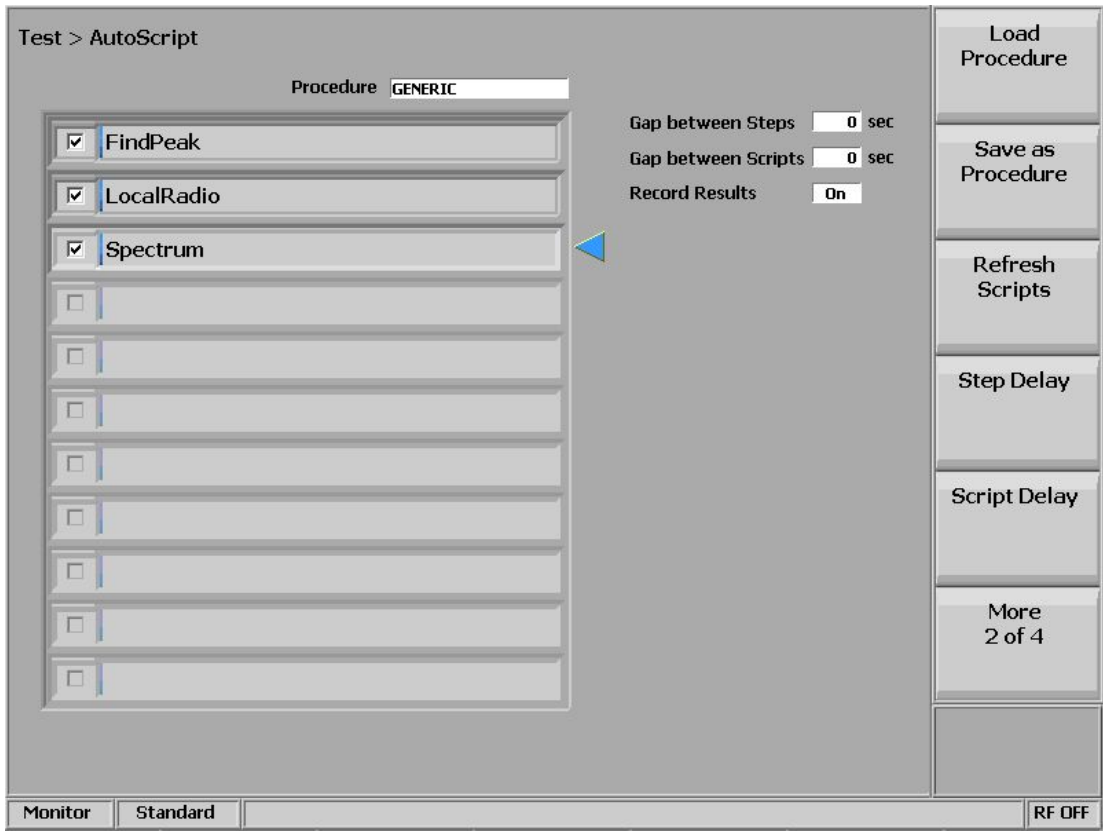 Test > AutoScript
Procedure GENERIC
FindPeak
LocalRadio
Spectrum
Gap between Steps 0 sec
Gap between Scripts 0 sec
Record Results On
Load
Procedure
Save as
Procedure
Refresh
Scripts
Step Delay
Script Delay
More
2 of 4
Monitor Standard RF OFF